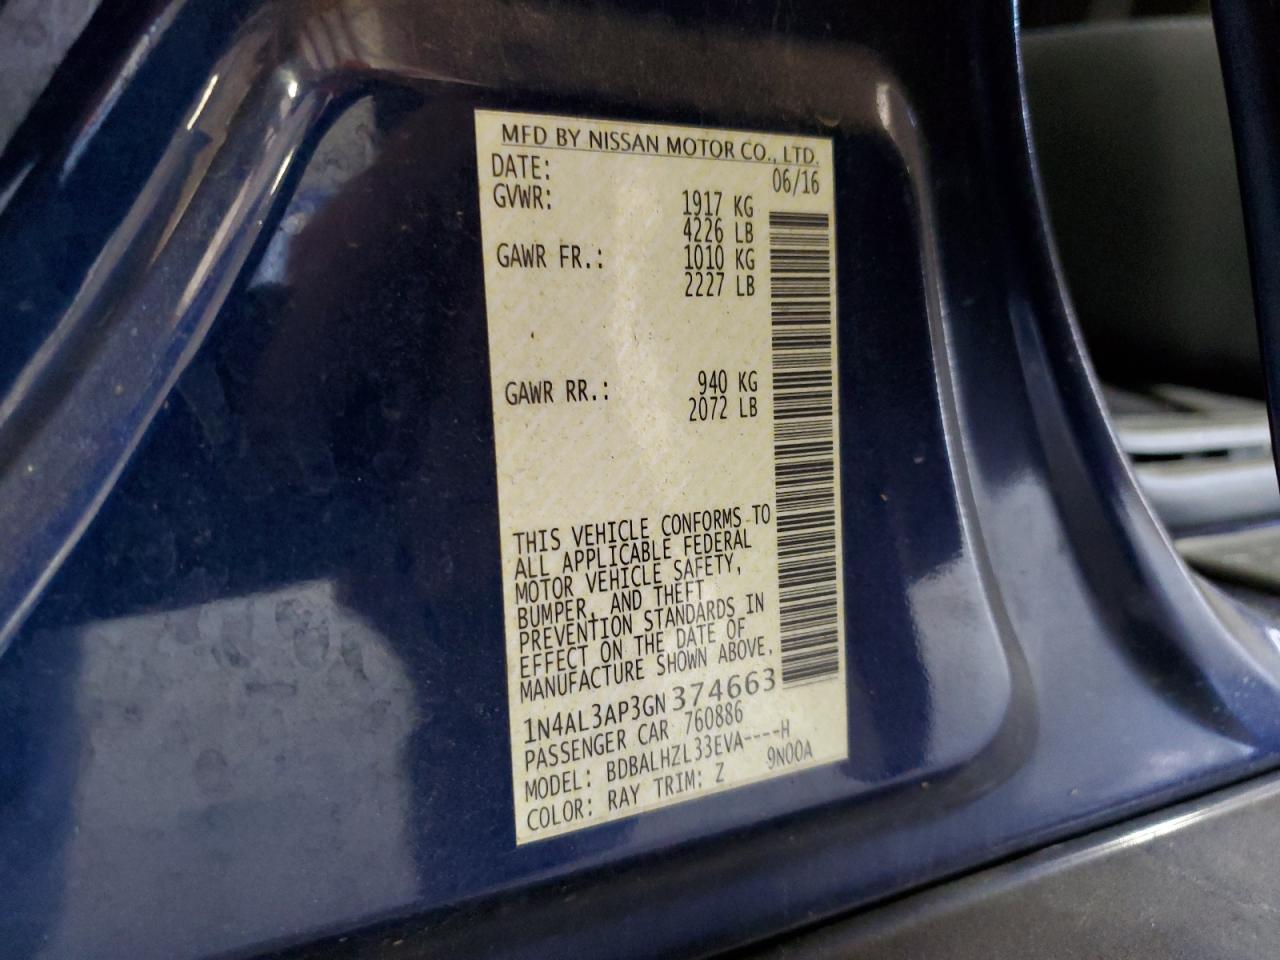 MFD BY NISSAN MOTOR CO., LTD.
DATE: 06/16
GVWR: 1917 KG
4226 LB
GAWR FR.: 1010 KG
2227 LB
GAWR RR.: 940 KG
2072 LB
THIS VEHICLE CONFORMS TO
ALL APPLICABLE FEDERAL
MOTOR VEHICLE SAFETY,
BUMPER, AND THEFT
PREVENTION STANDARDS IN
EFFECT ON THE DATE OF
MANUFACTURE SHOWN ABOVE.
1N4AL3AP3GN374663
PASSENGER CAR 760886
MODEL: BDBALHZL33EVA----H
COLOR: RAY TRIM: Z 9N00A